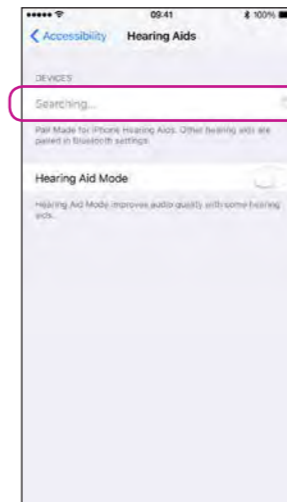 09:41 100%
Accessibility Hearing Aids
DEVICES
Searching...
Pair Made for iPhone Hearing Aids. Other hearing aids are
paired in Bluetooth settings.
Hearing Aid Mode
Hearing Aid Mode improves audio quality with some hearing
aids.